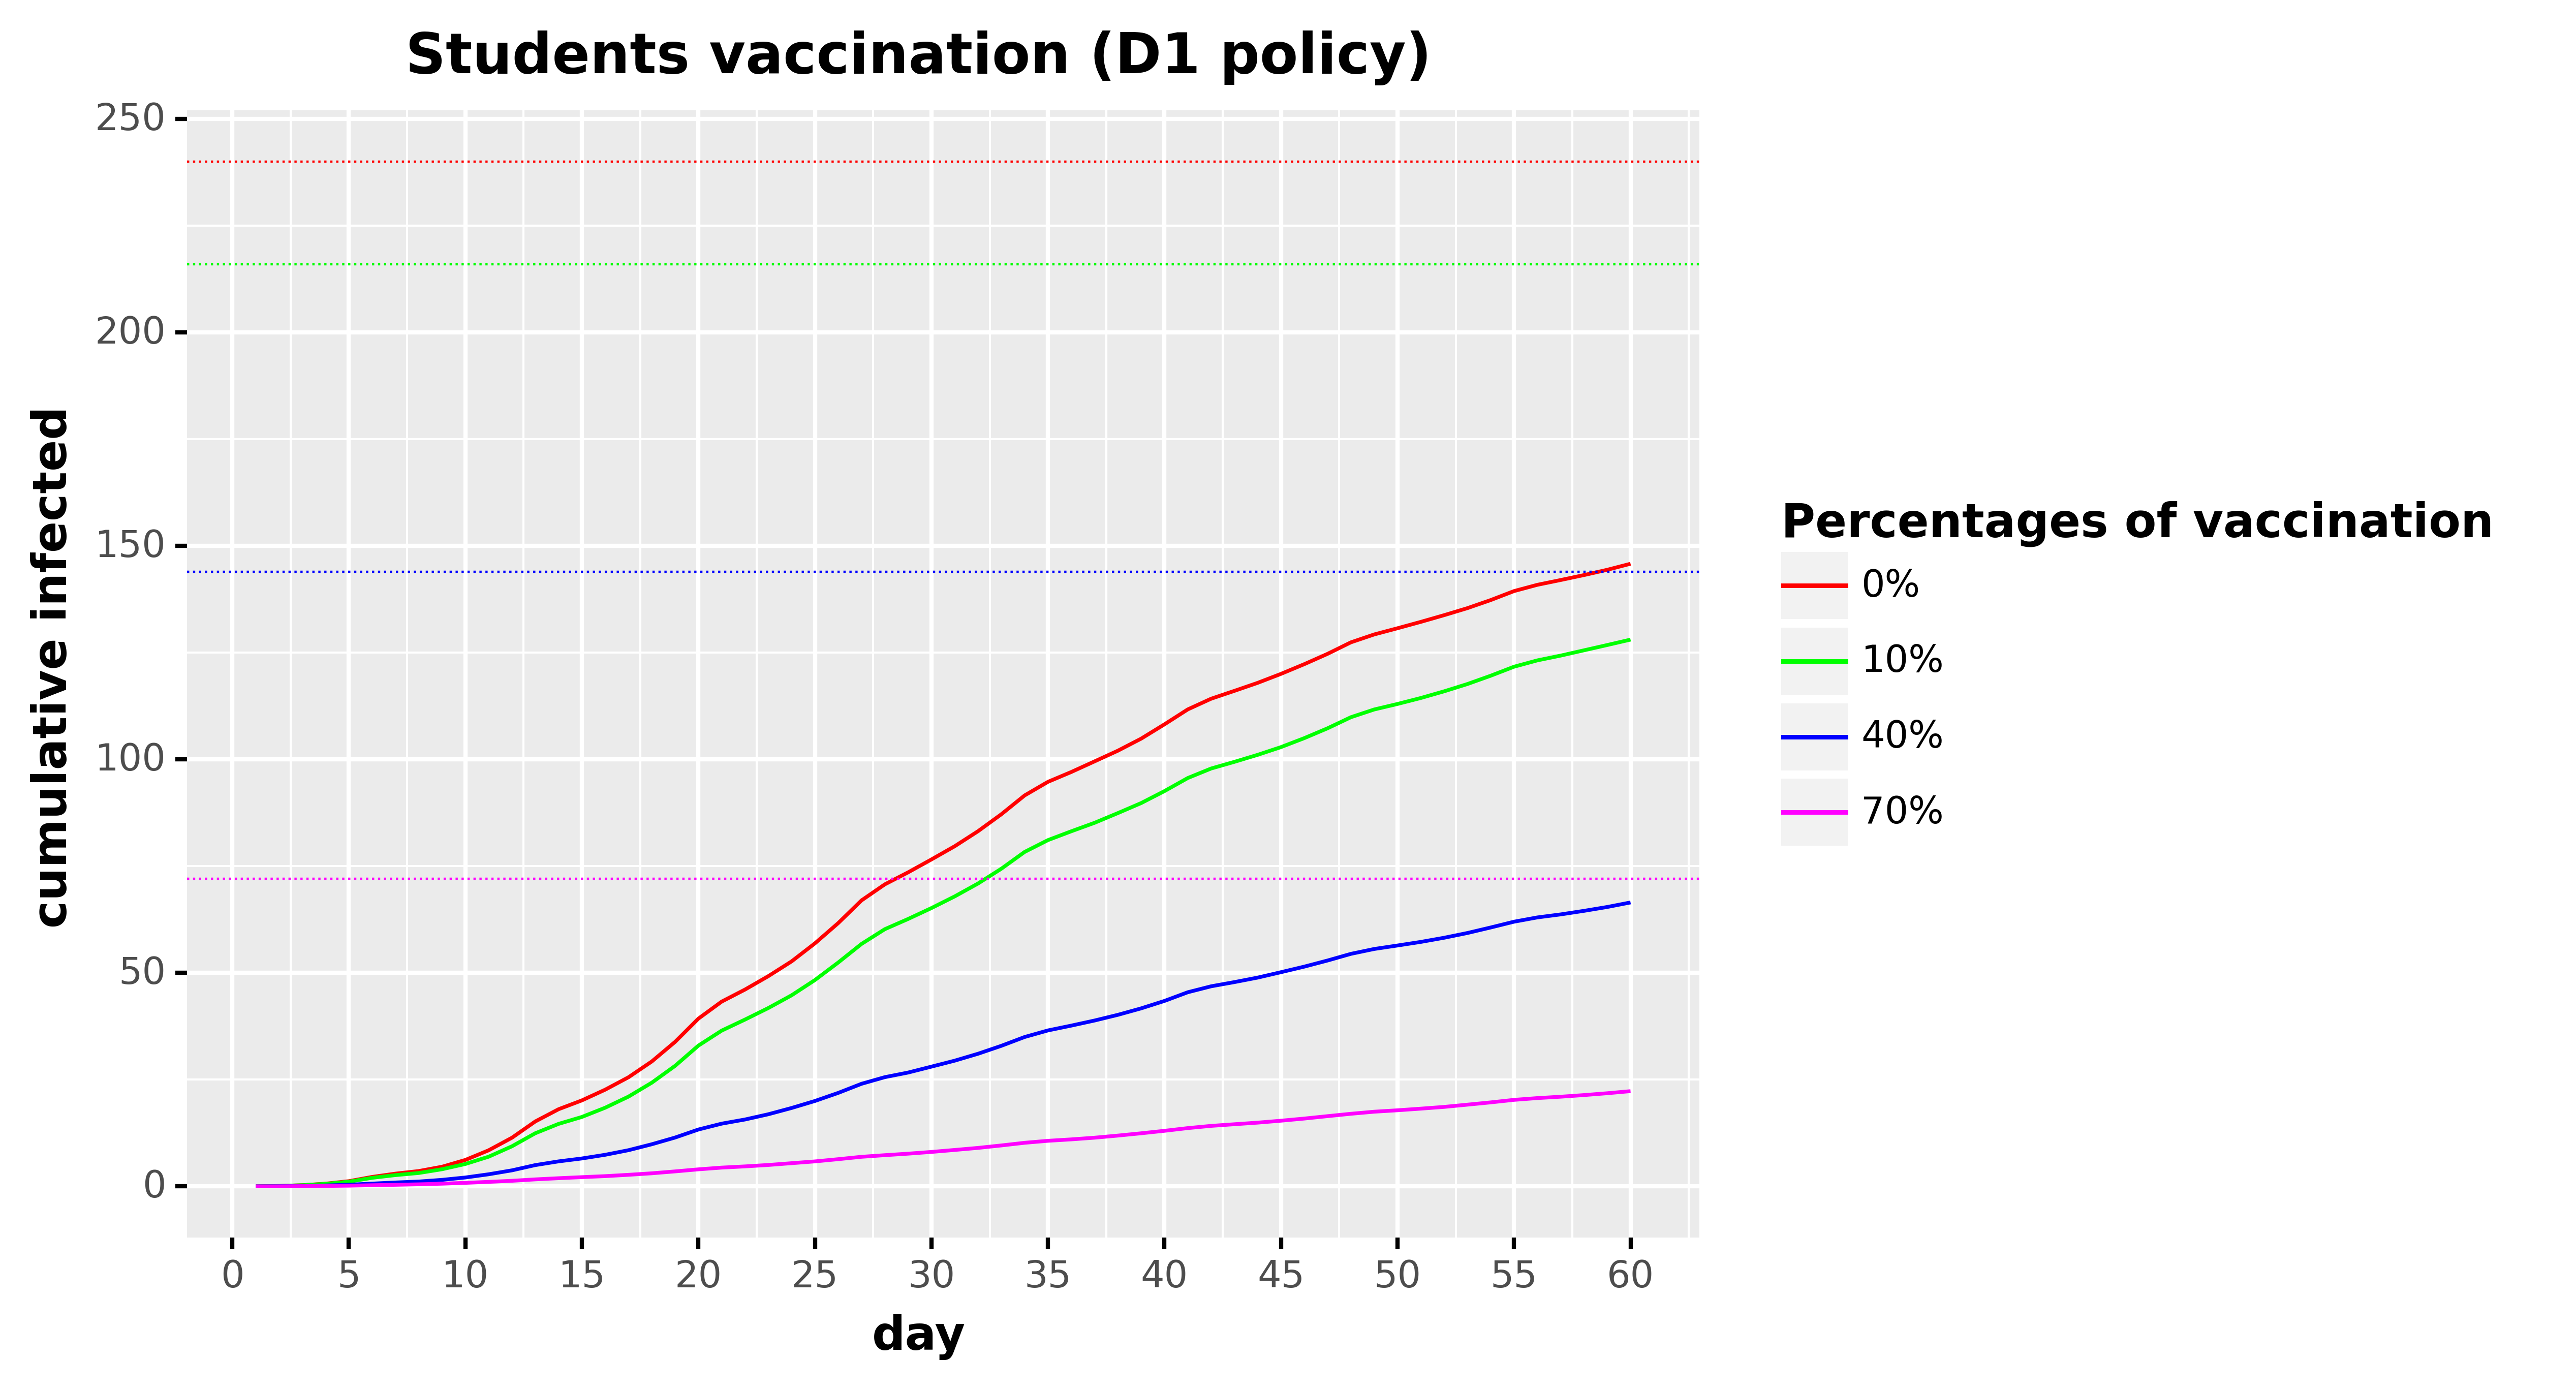 Students vaccination (D1 policy)
250
200
150
100
50
0
cumulative infected
0 5 10 15 20 25 30 35 40 45 50 55 60
day
Percentages of vaccination
0%
10%
40%
70%